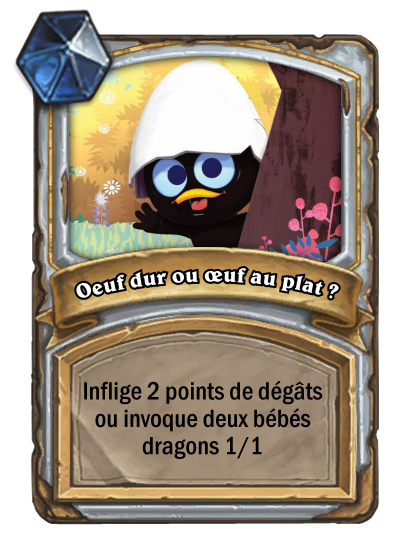 Oeuf dur ou œuf au plat ?
Inflige 2 points de dégâts
ou invoque deux bébés
dragons 1/1